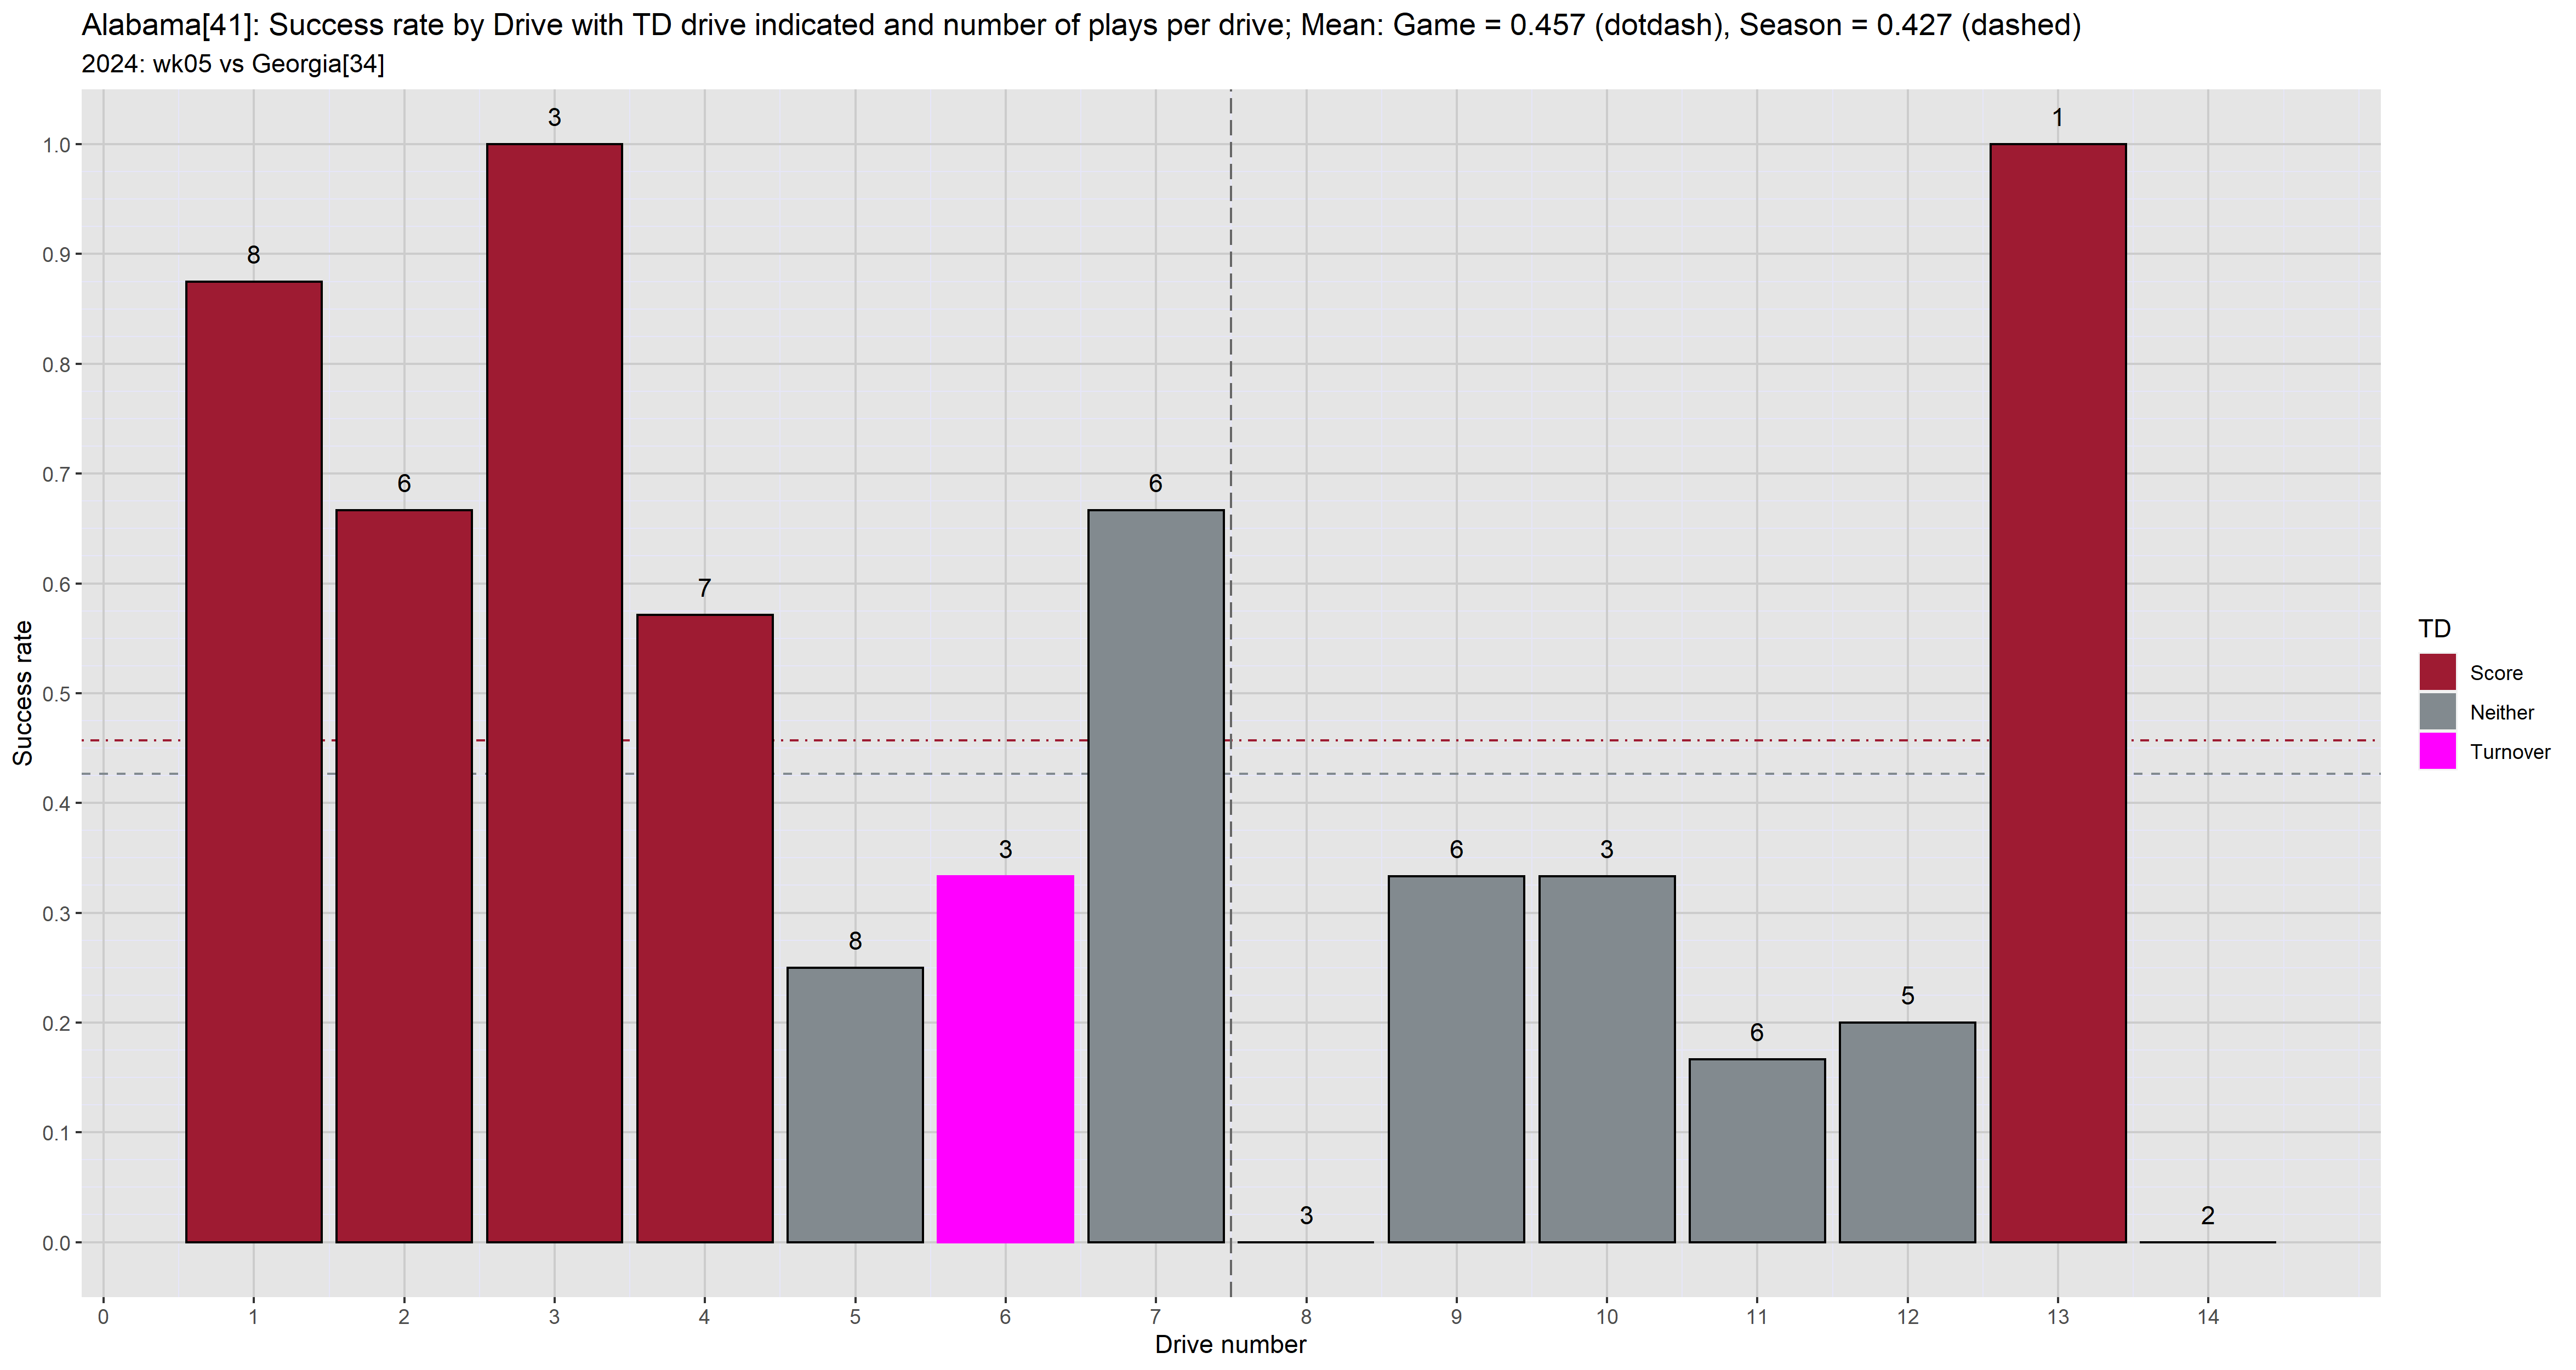 Alabama[41]: Success rate by Drive with TD drive indicated and number of plays per drive; Mean: Game = 0.457 (dotdash), Season = 0.427 (dashed)
2024: wk05 vs Georgia[34]
Success rate
1.0
0.9
0.8
0.7
0.6
0.5
0.4
0.3
0.2
0.1
0.0
8
6
3
7
8
3
6
3
6
3
6
5
1
2
0 1 2 3 4 5 6 7 8 9 10 11 12 13 14
Drive number
TD
Score
Neither
Turnover